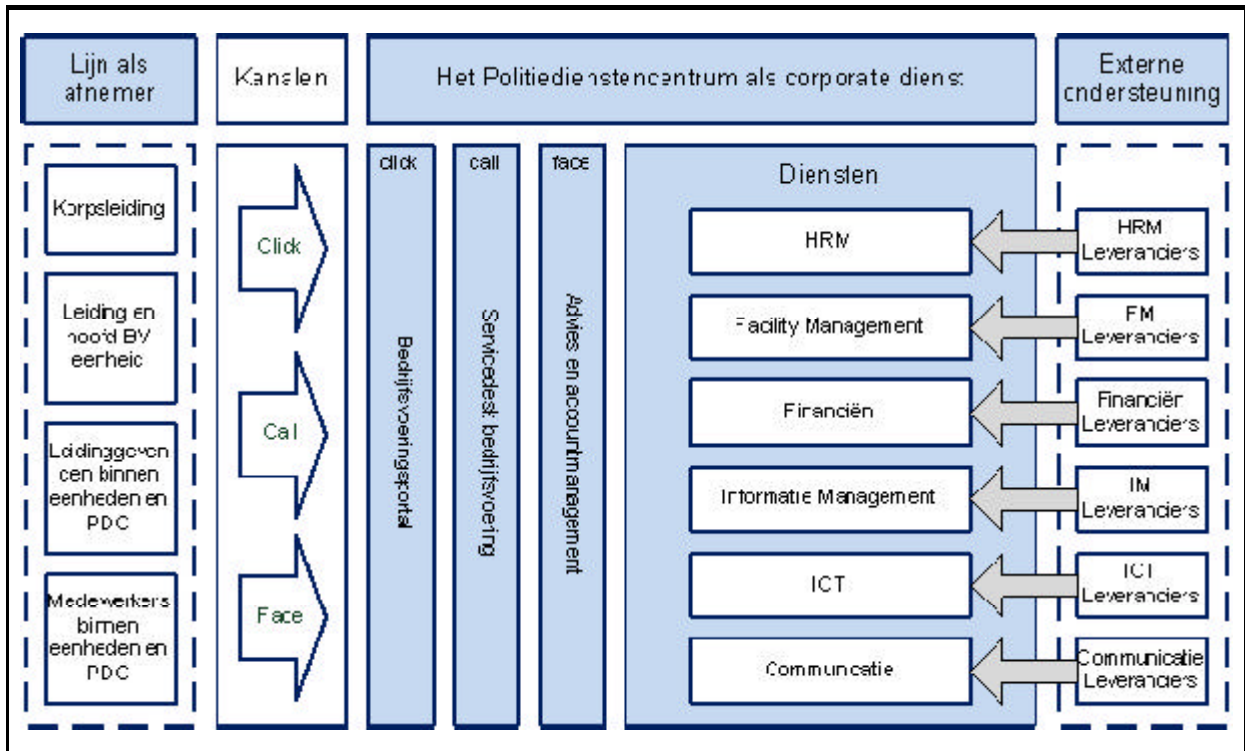 Lijn als
afnemer
Kanalen
Het Politiedienstencentrum als corporate dienst
Externe
ondersteuning
Korpsleiding
Leiding en
hoofd BV
eenheid
Leidinggeven
den binnen
eenheden en
PDC
Medewerkers
binnen
eenheden en
PDC
Click
Call
Face
click
Bedrijfsvoeringsportal
call
Servicedesk bedrijfsvoering
face
Advies en accountmanagement
Diensten
HRM
Facility Management
Financiën
Informatie Management
ICT
Communicatie
HRM
Leveranciers
FM
Leveranciers
Financiën
Leveranciers
IM
Leveranciers
ICT
Leveranciers
Communicatie
Leveranciers